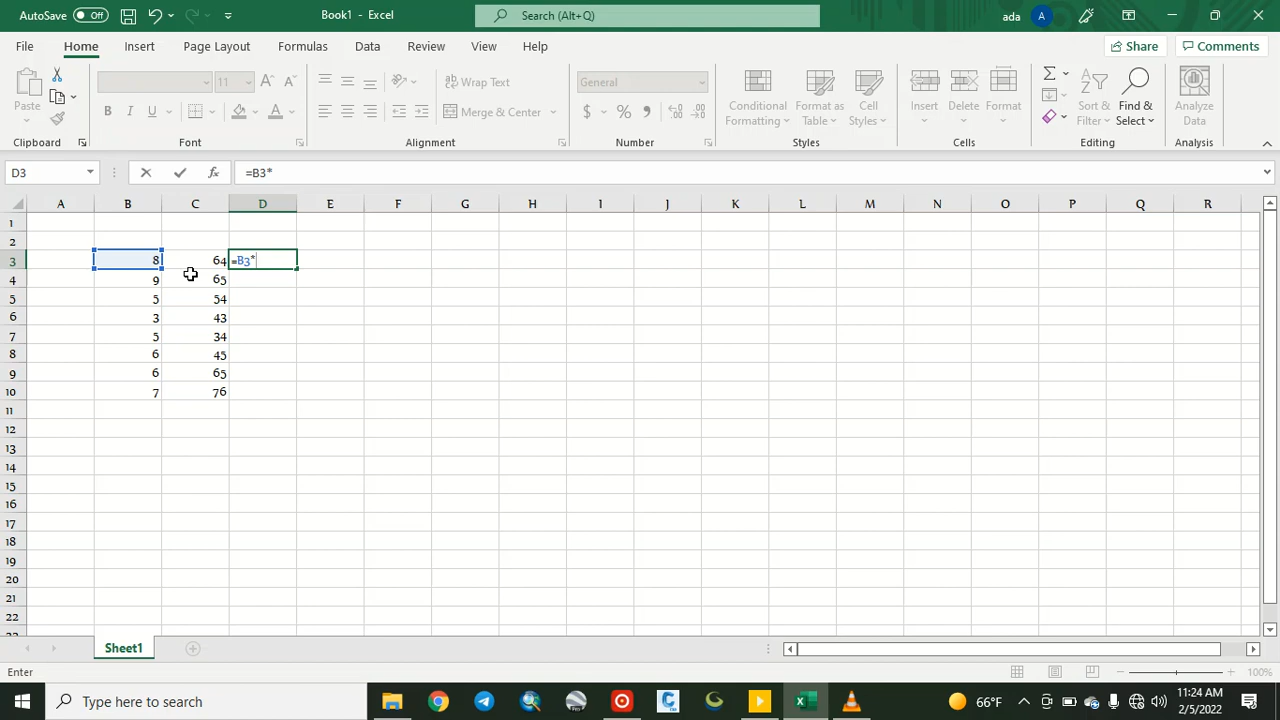 AutoSave Off Book1 - Excel Search (Alt+Q) ada A
File Home Insert Page Layout Formulas Data Review View Help Share Comments
Paste 11 Wrap Text General Conditional Formatting Format as Table Cell Styles Insert Delete Format Sort & Filter Find & Select Analyze Data
B I U A Merge & Center $ %
Clipboard Font Alignment Number Styles Cells Editing Analysis
D3 fx =B3*
A B C D E F G H I J K L M N O P Q R
1
2
3 8 64 =B3*
4 9 65
5 5 54
6 3 43
7 5 34
8 6 45
9 6 65
10 7 76
11
12
13
14
15
16
17
18
19
20
21
22
Sheet1
Enter 100%
Type here to search 66°F 11:24 AM
2/5/2022